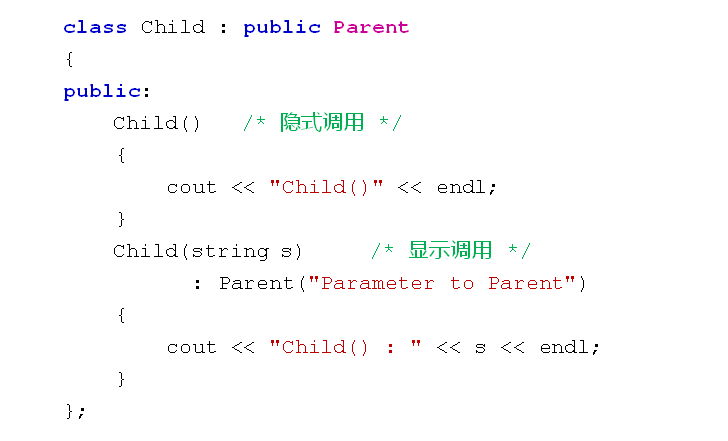 class Child : public Parent
{
public:
    Child()   /* 隐式调用 */
    {
        cout << "Child()" << endl;
    }
    Child(string s)     /* 显示调用 */
          : Parent("Parameter to Parent")
    {
        cout << "Child() : " << s << endl;
    }
};